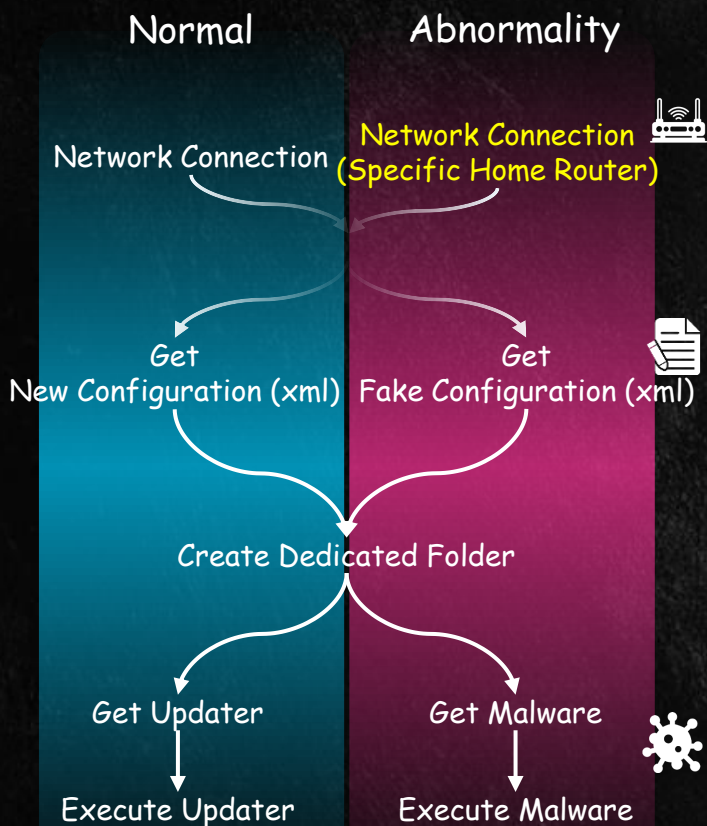 Normal
Abnormality
Network Connection
Network Connection
(Specific Home Router)
Get
New Configuration (xml)
Get
Fake Configuration (xml)
Create Dedicated Folder
Get Updater
Get Malware
Execute Updater
Execute Malware